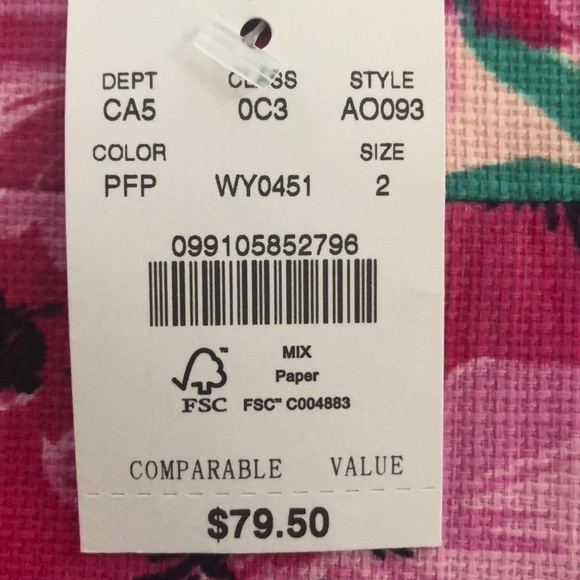 DEPT CLASS STYLE
CA5 0C3 AO093
COLOR SIZE
PFP WY0451 2
099105852796
MIX
Paper
FSC™ FSC™ C004883
COMPARABLE VALUE
$79.50